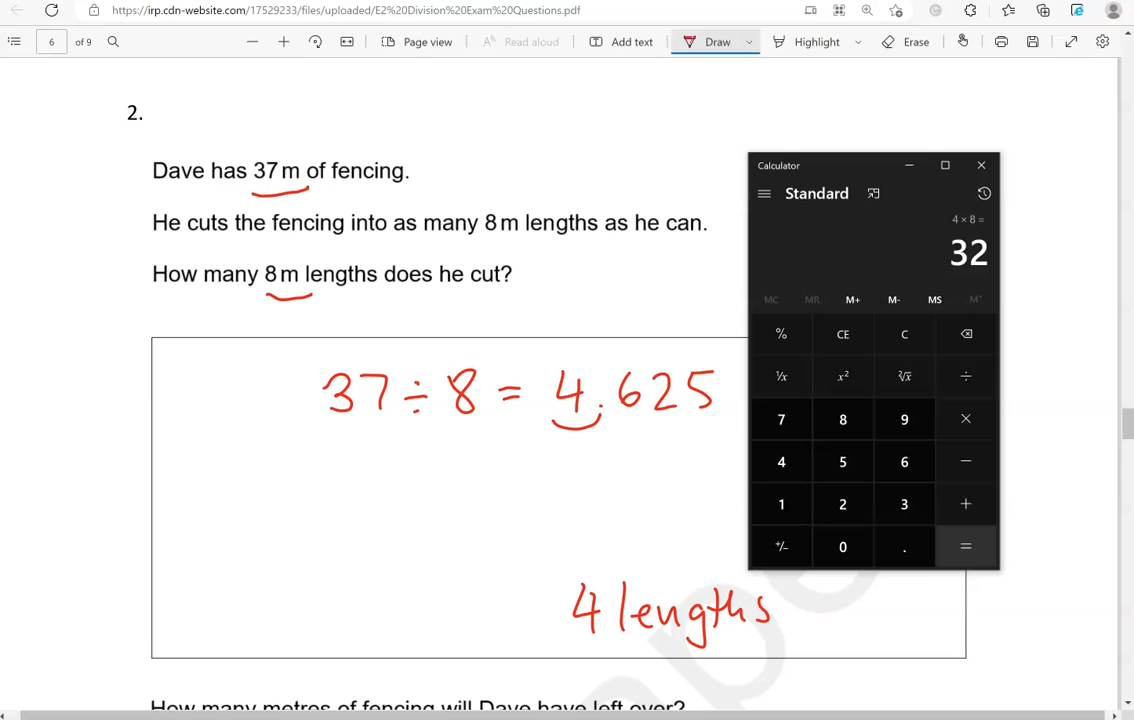 https://irp.cdn-website.com/17529233/files/uploaded/E2%20Division%20Exam%20Questions.pdf
6 of 9 Page view Read aloud Add text Draw Highlight Erase
2.
Dave has 37 m of fencing.
He cuts the fencing into as many 8 m lengths as he can.
How many 8 m lengths does he cut?
37 ÷ 8 = 4.625
4 lengths
How many metres of fencing will Dave have left over?
Calculator
Standard
4 × 8 =
32
MC MR M+ M- MS
% CE C
¹/x x² ²√x ÷
7 8 9 ×
4 5 6 −
1 2 3 +
+/− 0 . =